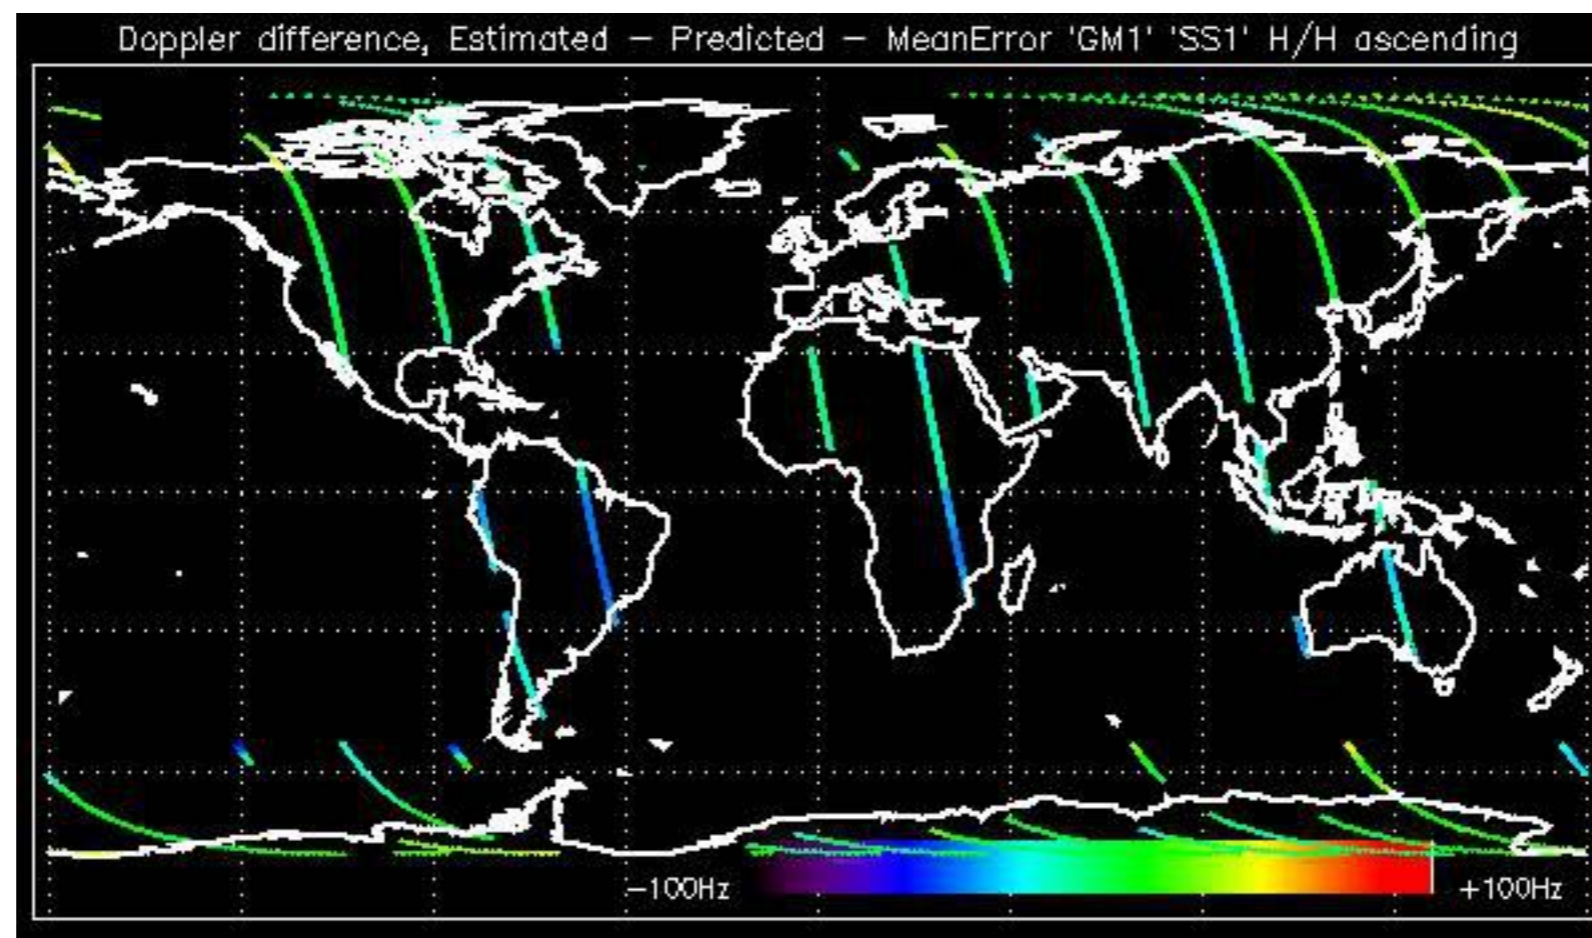 Doppler difference, Estimated – Predicted – MeanError 'GM1' 'SS1' H/H ascending
–100Hz
+100Hz